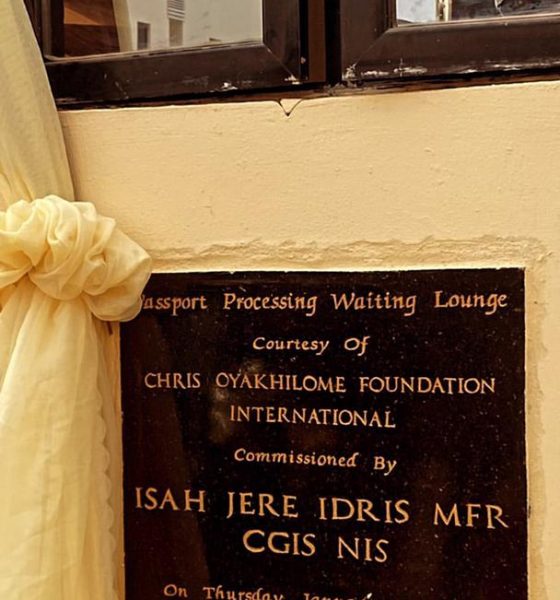 Passport Processing Waiting Lounge
Courtesy Of
CHRIS OYAKHILOME FOUNDATION
INTERNATIONAL
Commissioned By
ISAH JERE IDRIS MFR
CGIS NIS
On Thursday